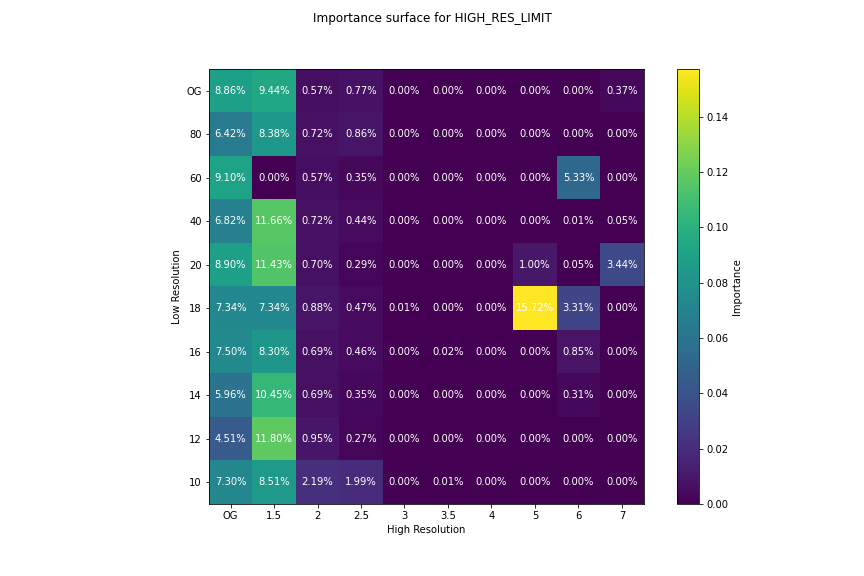 Importance surface for HIGH_RES_LIMIT
OG 8.86% 9.44% 0.57% 0.77% 0.00% 0.00% 0.00% 0.00% 0.00% 0.37%
80 6.42% 8.38% 0.72% 0.86% 0.00% 0.00% 0.00% 0.00% 0.00% 0.00%
60 9.10% 0.00% 0.57% 0.35% 0.00% 0.00% 0.00% 0.00% 5.33% 0.00%
40 6.82% 11.66% 0.72% 0.44% 0.00% 0.00% 0.00% 0.00% 0.01% 0.05%
20 8.90% 11.43% 0.70% 0.29% 0.00% 0.00% 0.00% 1.00% 0.05% 3.44%
18 7.34% 7.34% 0.88% 0.47% 0.01% 0.00% 0.00% 15.72% 3.31% 0.00%
16 7.50% 8.30% 0.69% 0.46% 0.00% 0.02% 0.00% 0.00% 0.85% 0.00%
14 5.96% 10.45% 0.69% 0.35% 0.00% 0.00% 0.00% 0.00% 0.31% 0.00%
12 4.51% 11.80% 0.95% 0.27% 0.00% 0.00% 0.00% 0.00% 0.00% 0.00%
10 7.30% 8.51% 2.19% 1.99% 0.00% 0.01% 0.00% 0.00% 0.00% 0.00%
OG 1.5 2 2.5 3 3.5 4 5 6 7
High Resolution
Low Resolution
0.14
0.12
0.10
0.08
0.06
0.04
0.02
0.00
Importance